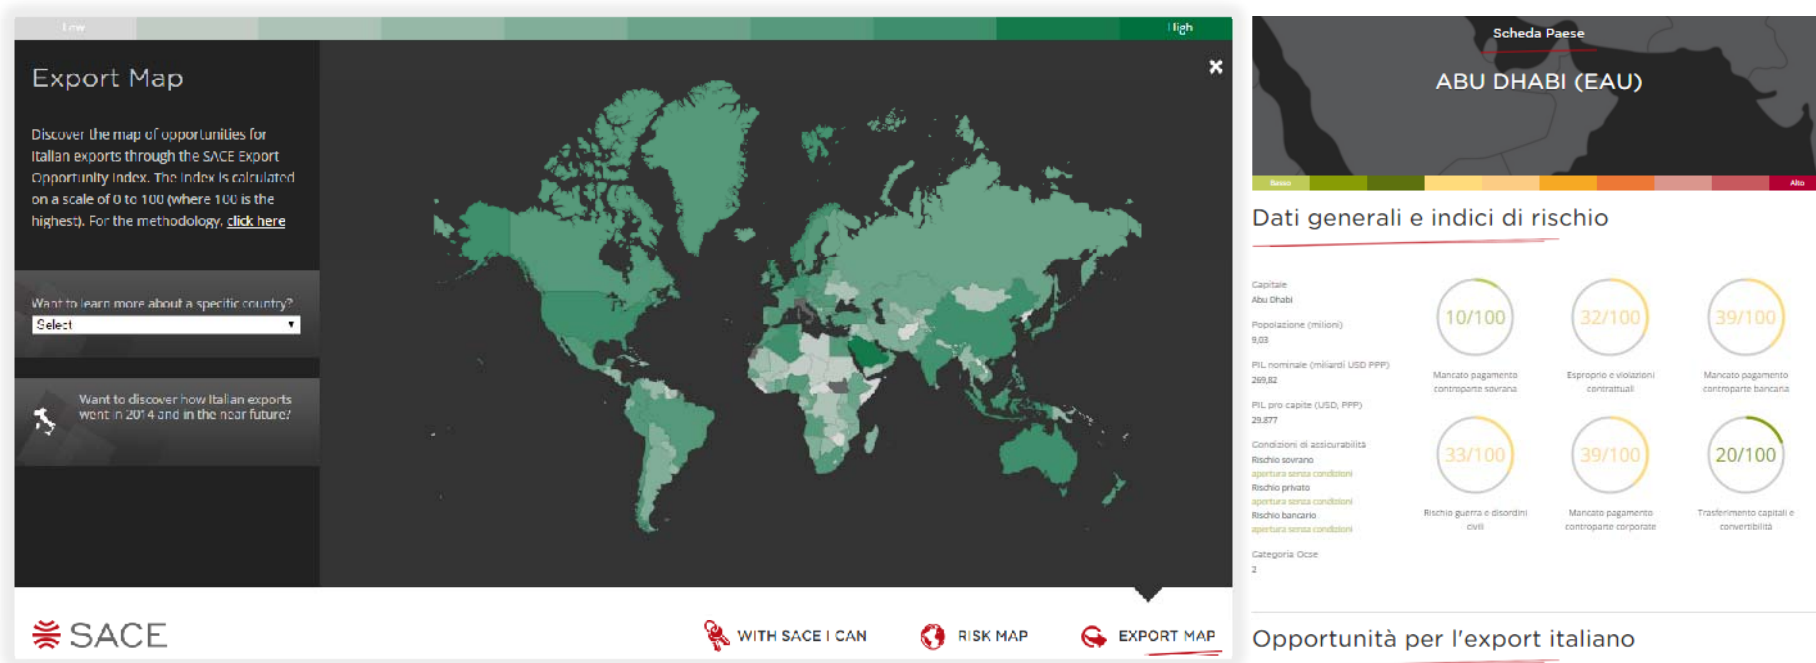 Low
High
Export Map
Discover the map of opportunities for
Italian exports through the SACE Export
Opportunity Index. The Index is calculated
on a scale of 0 to 100 (where 100 is the
highest). For the methodology, click here
Want to learn more about a specific country?
Select
Want to discover how Italian exports
went in 2014 and in the near future?
SACE
WITH SACE I CAN
RISK MAP
EXPORT MAP
Scheda Paese
ABU DHABI (EAU)
Basso
Alto
Dati generali e indici di rischio
Capitale
Abu Dhabi
Popolazione (milioni)
9,03
PIL nominale (miliardi USD PPP)
269,82
PIL pro capite (USD, PPP)
29.877
Condizioni di assicurabilità
Rischio sovrano
apertura senza condizioni
Rischio privato
apertura senza condizioni
Rischio bancario
apertura senza condizioni
Categoria Ocse
2
10/100
Mancato pagamento
controparte sovrana
32/100
Esproprio e violazioni
contrattuali
39/100
Mancato pagamento
controparte bancaria
33/100
Rischio guerra e disordini
civili
39/100
Mancato pagamento
controparte corporate
20/100
Trasferimento capitali e
convertibilità
Opportunità per l'export italiano